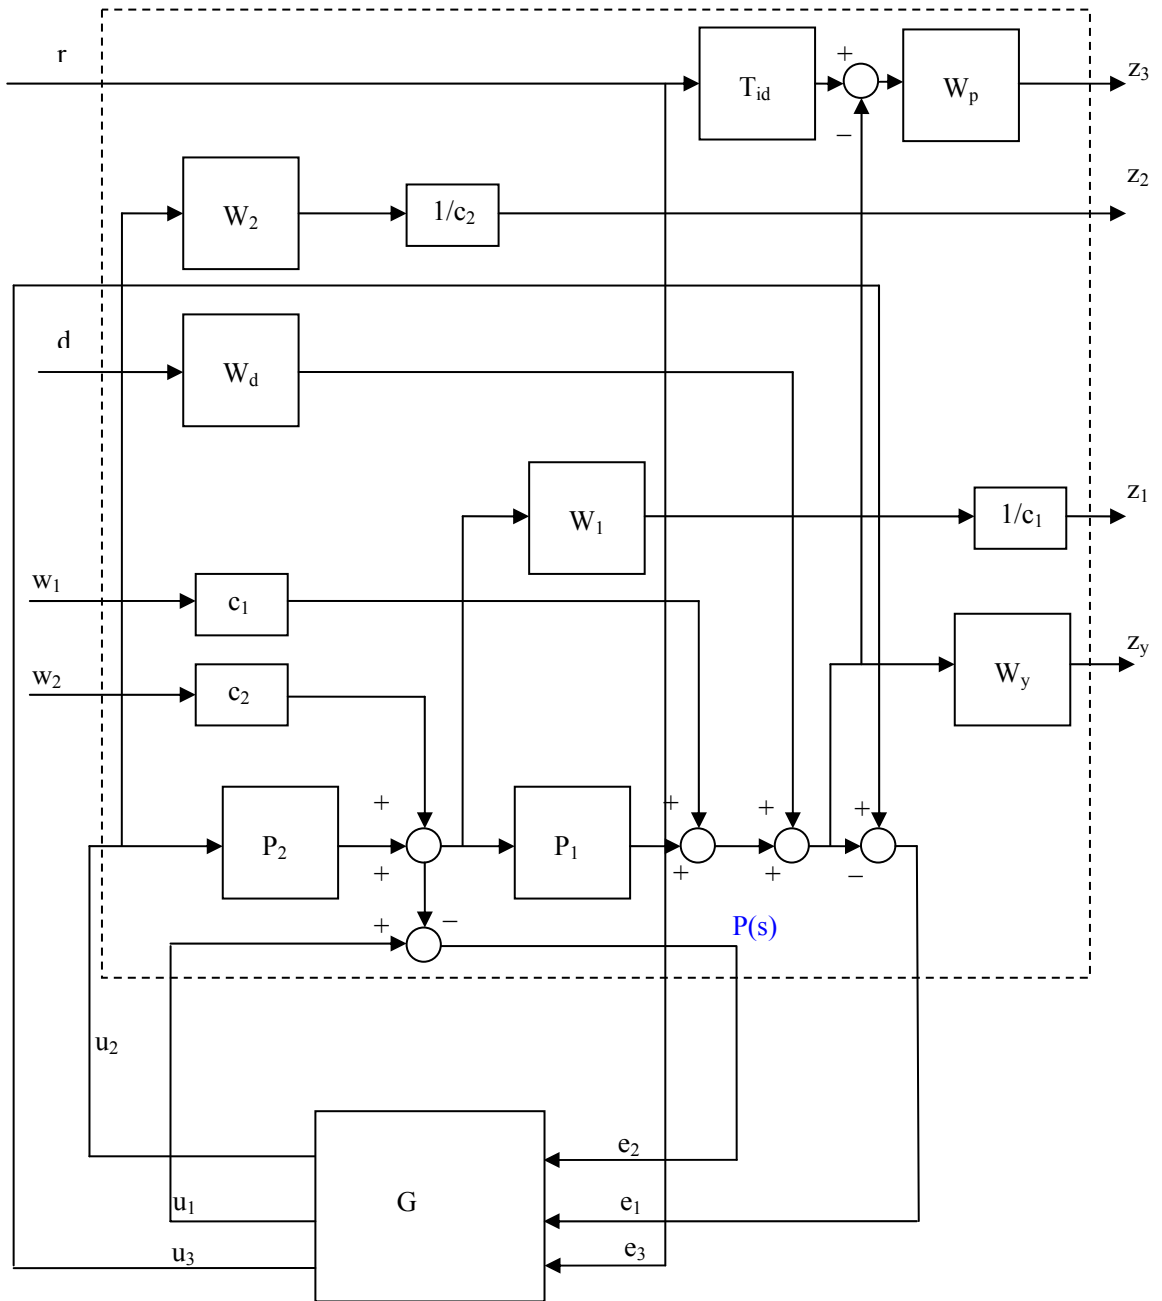 r
T_id
+
−
W_p
z_3
W_2
1/c_2
z_2
d
W_d
W_1
1/c_1
z_1
w_1
c_1
w_2
c_2
W_y
z_y
+
P_2
+
P_1
+
+
+
+
+
−
+
−
P(s)
u_2
G
e_2
u_1
e_1
u_3
e_3